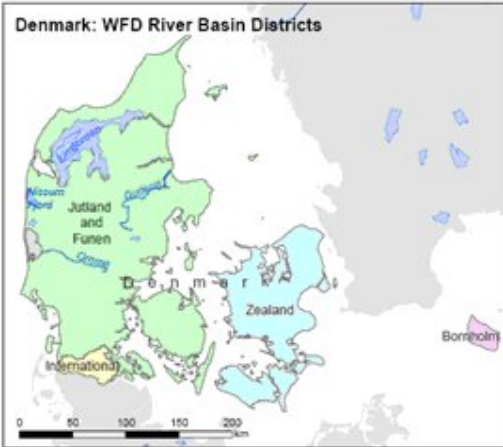 Denmark: WFD River Basin Districts
Limfjorden
Nissum
Fjord
Gudenå
Jutland
and
Funen
Denmark
Zealand
Bornholm
International
0 50 100 150 200
km